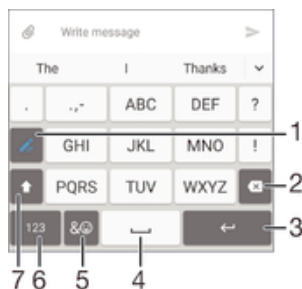 Write message
The I Thanks
. .,- ABC DEF ?
GHI JKL MNO ! 1
PQRS TUV WXYZ 2
123 &☺ 3
7 6 5 4